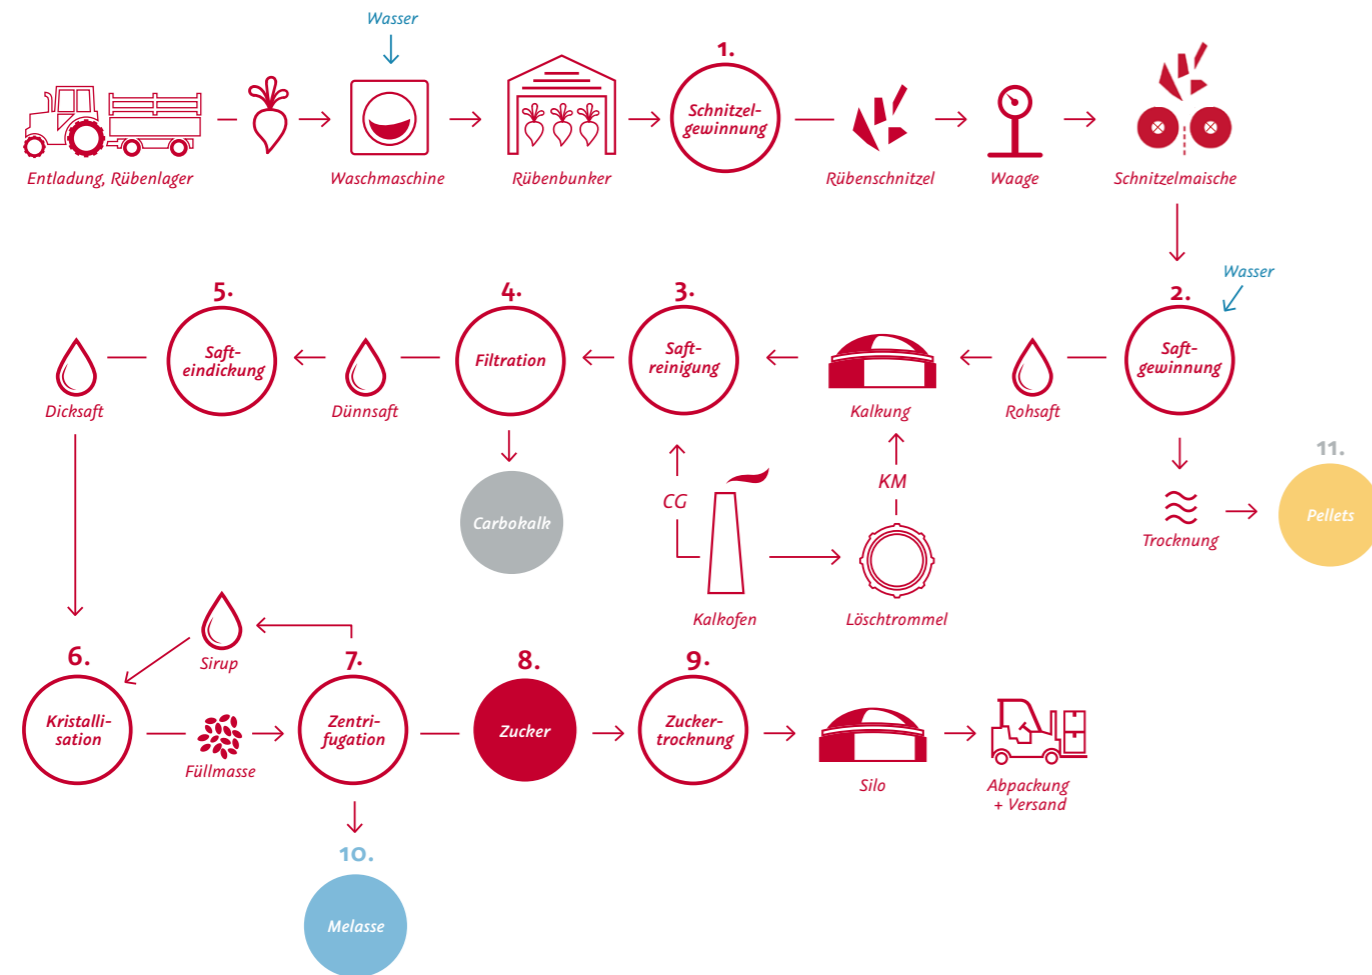 Wasser
1.
Schnitzel-
gewinnung
Entladung, Rübenlager
Waschmaschine
Rübenbunker
Rübenschnitzel
Waage
Schnitzelmaische
Wasser
5.
4.
3.
2.
Saft-
eindickung
Filtration
Saft-
reinigung
Saft-
gewinnung
Dicksaft
Dünnsaft
Kalkung
Rohsaft
11.
CG
KM
Carbokalk
Pellets
Trocknung
Kalkofen
Löschtrommel
Sirup
6.
7.
8.
9.
Kristalli-
sation
Zentri-
fugation
Zucker
Zucker-
trocknung
Füllmasse
Silo
Abpackung
+ Versand
10.
Melasse